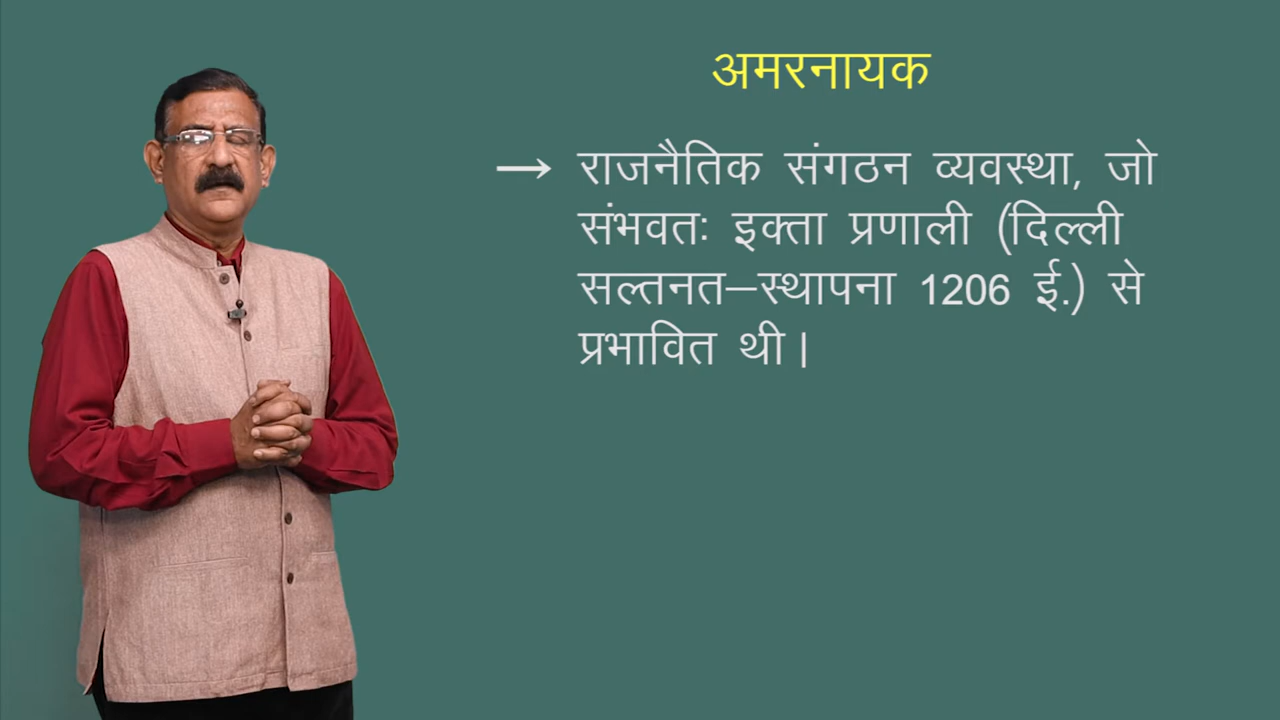 अमरनायक
→ राजनैतिक संगठन व्यवस्था, जो
संभवतः इक्ता प्रणाली (दिल्ली
सल्तनत–स्थापना 1206 ई.) से
प्रभावित थी।